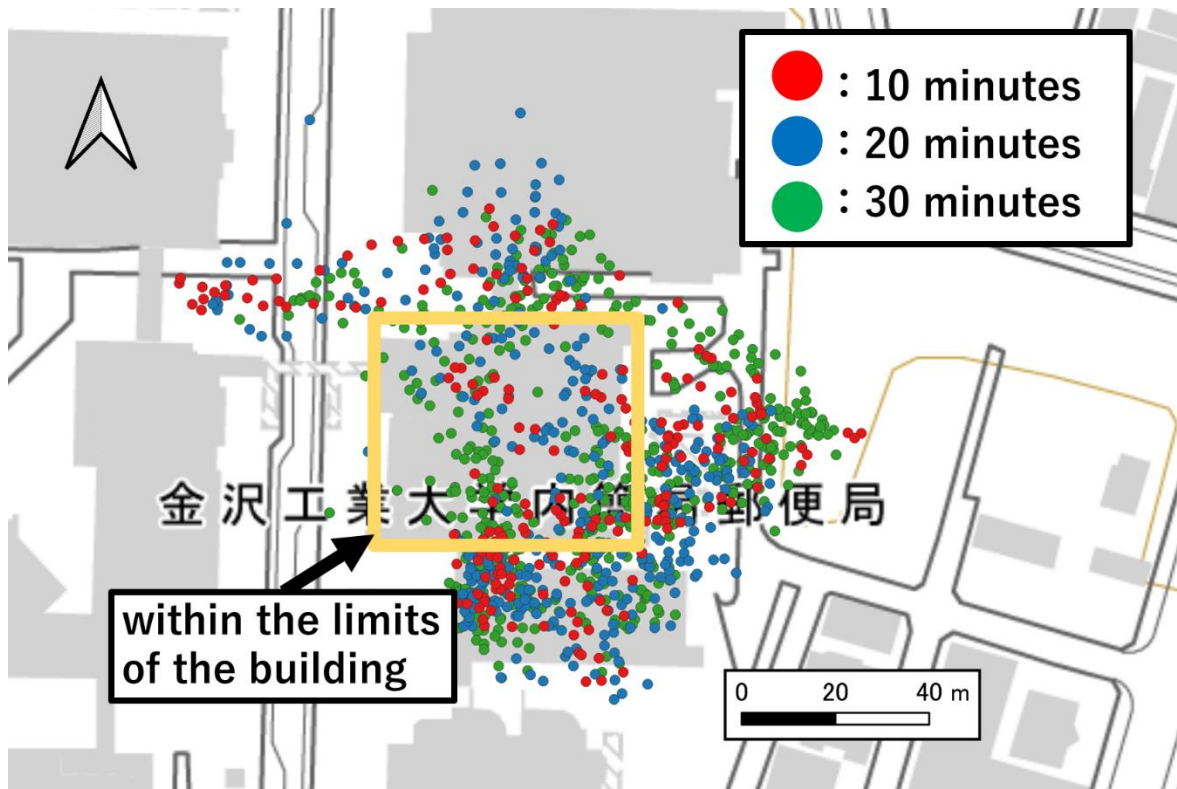 : 10 minutes
: 20 minutes
: 30 minutes
金沢工業大学内簡易郵便局
within the limits
of the building
0 20 40 m